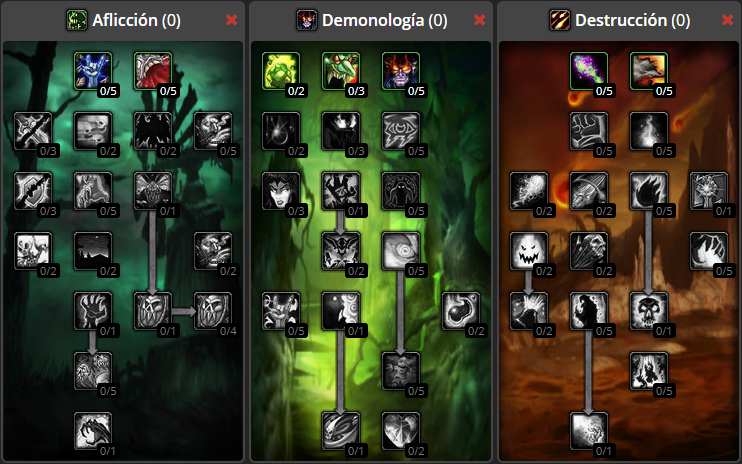 Aflicción (0) Demonología (0) Destrucción (0)
0/5 0/5 0/2 0/3 0/5 0/5 0/5
0/3 0/2 0/2 0/5 0/2 0/3 0/5 0/5 0/5
0/3 0/5 0/1 0/3 0/1 0/1 0/2 0/2 0/5 0/1
0/2 0/2 0/2 0/2 0/5 0/2 0/2 0/5
0/1 0/1 0/4 0/5 0/1 0/2 0/2 0/5 0/1
0/5 0/5 0/5
0/1 0/1 0/2 0/1